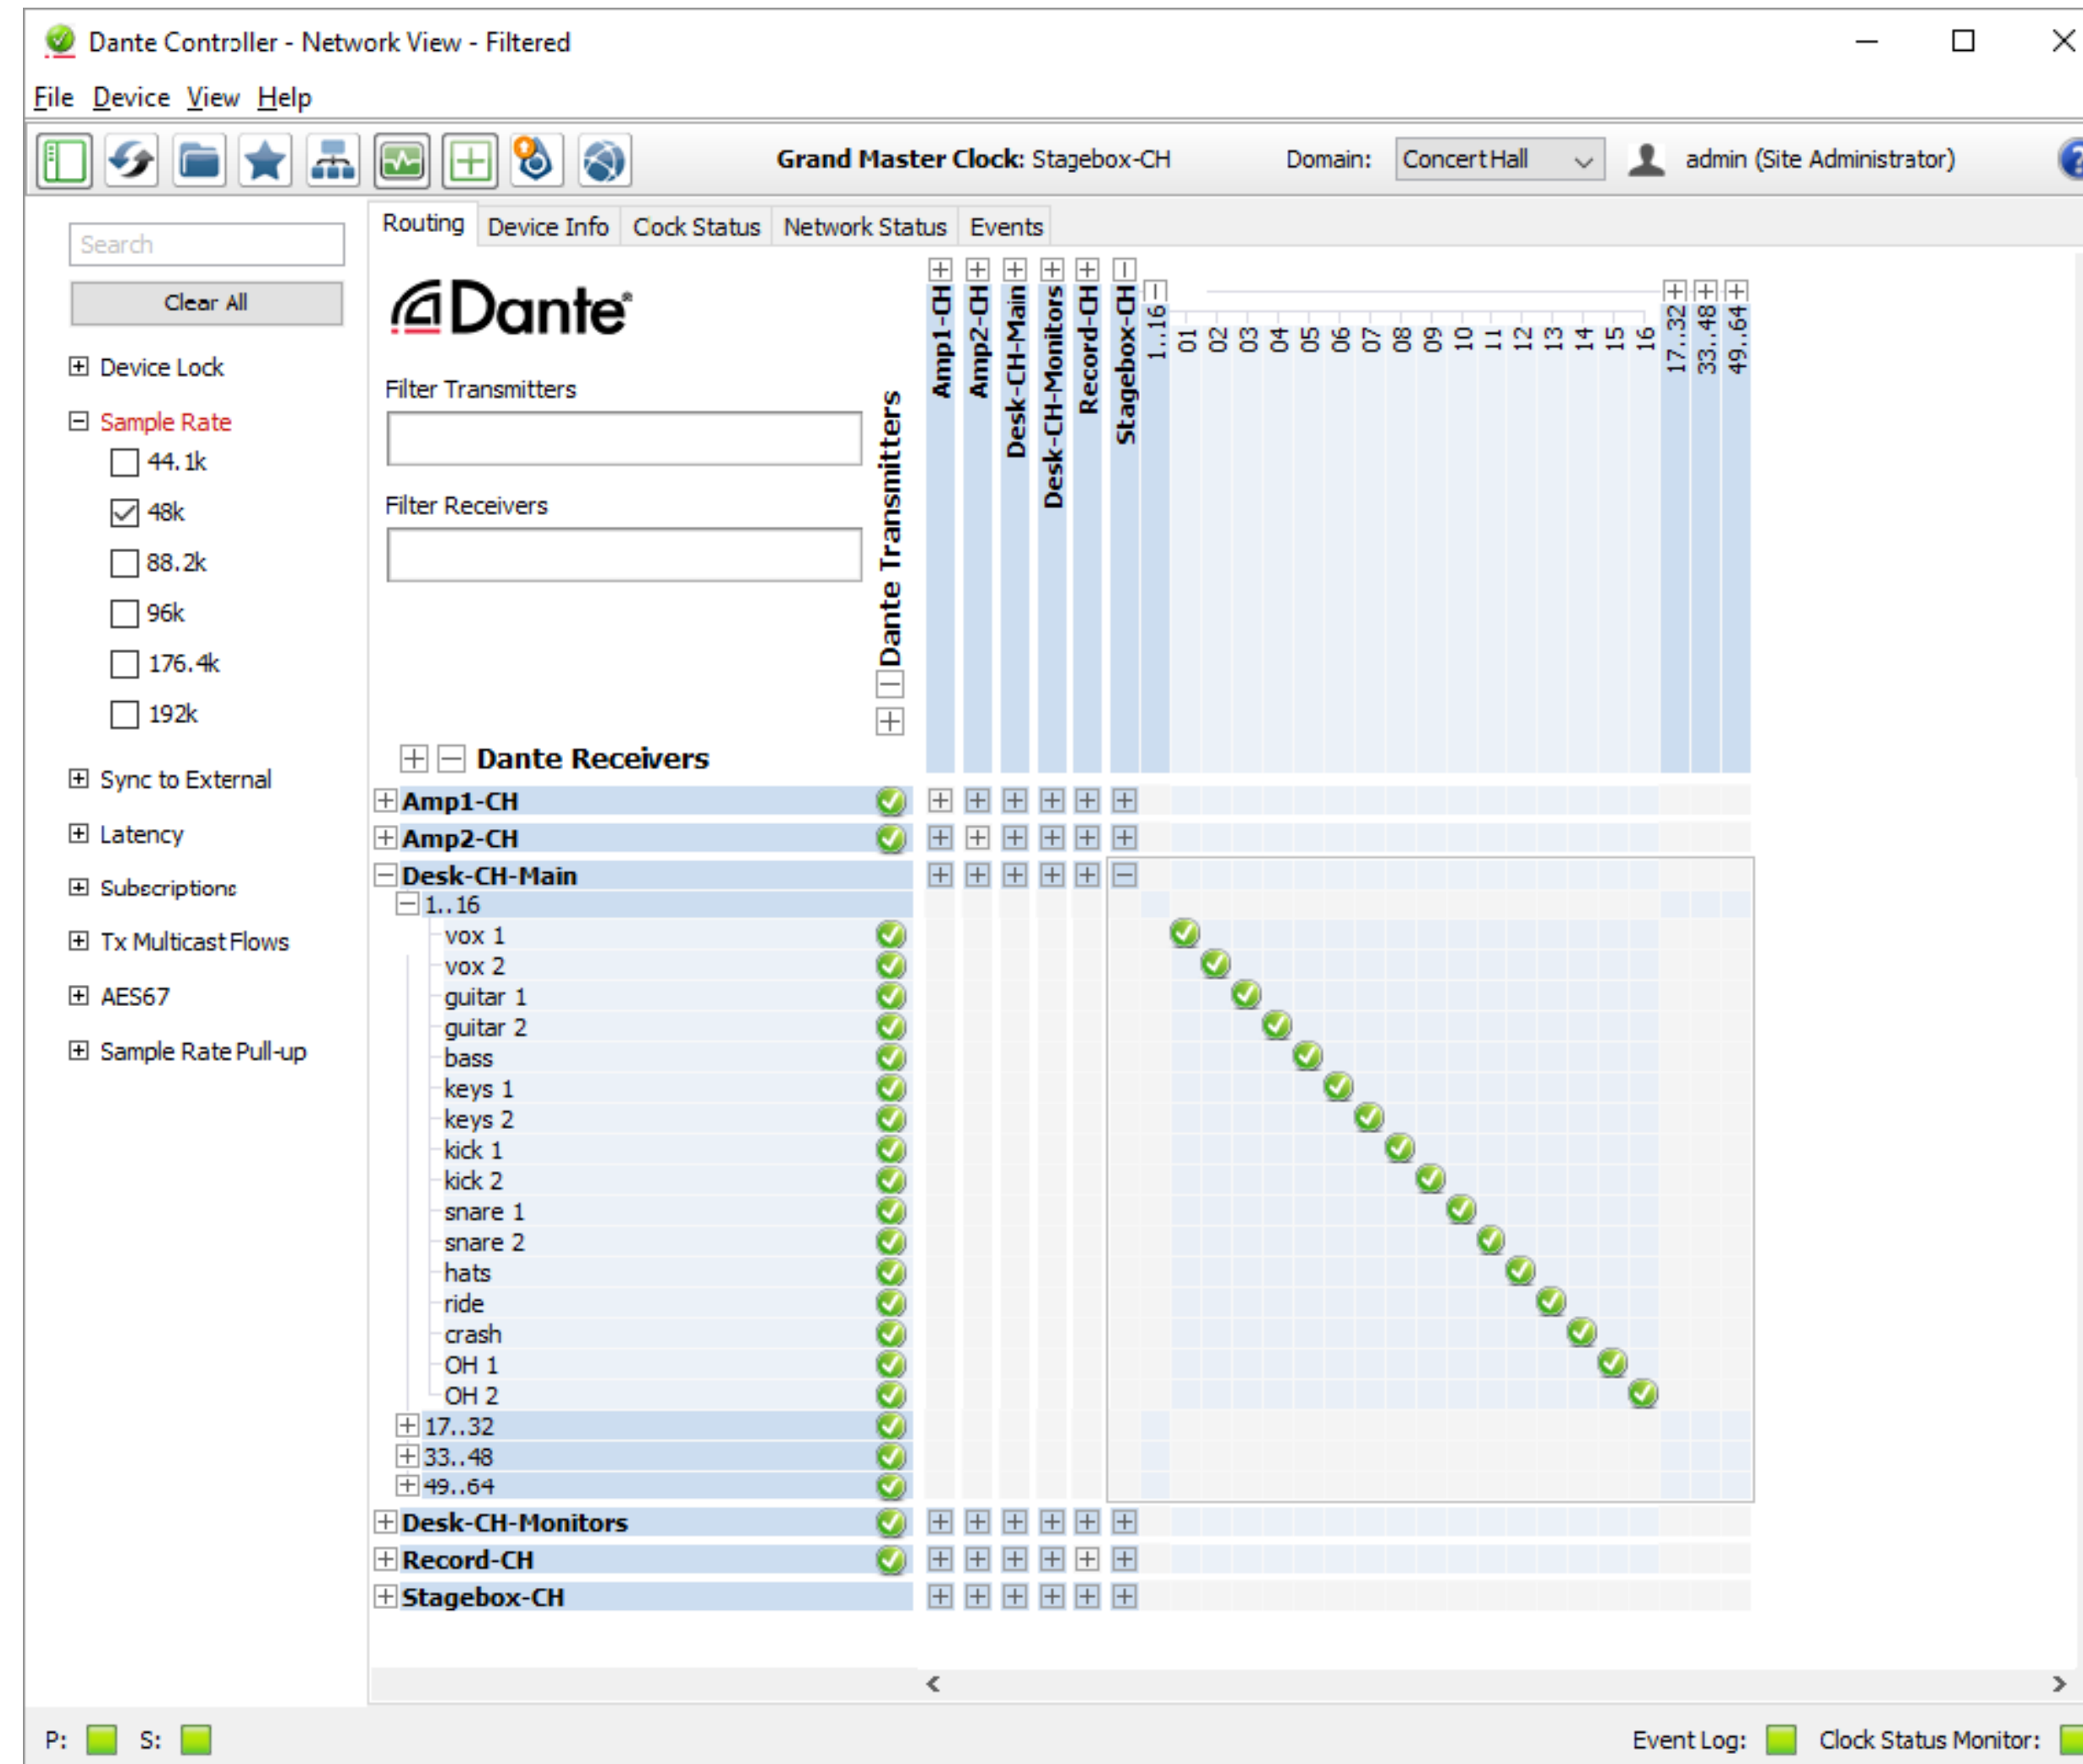 Dante Controller - Network View - Filtered
File Device View Help
Grand Master Clock: Stagebox-CH Domain: ConcertHall admin (Site Administrator) ?
Search
Clear All
Device Lock
Sample Rate
44.1k
48k
88.2k
96k
176.4k
192k
Sync to External
Latency
Subscriptions
Tx Multicast Flows
AES67
Sample Rate Pull-up
Routing Device Info Clock Status Network Status Events
Dante®
Filter Transmitters
Filter Receivers
Dante Transmitters
Amp1-CH
Amp2-CH
Desk-CH-Main
Desk-CH-Monitors
Record-CH
Stagebox-CH
1..16
01
02
03
04
05
06
07
08
09
10
11
12
13
14
15
16
17..32
33..48
49..64
Dante Receivers
Amp1-CH
Amp2-CH
Desk-CH-Main
1..16
vox 1
vox 2
guitar 1
guitar 2
bass
keys 1
keys 2
kick 1
kick 2
snare 1
snare 2
hats
ride
crash
OH 1
OH 2
17..32
33..48
49..64
Desk-CH-Monitors
Record-CH
Stagebox-CH
P: S: Event Log: Clock Status Monitor: